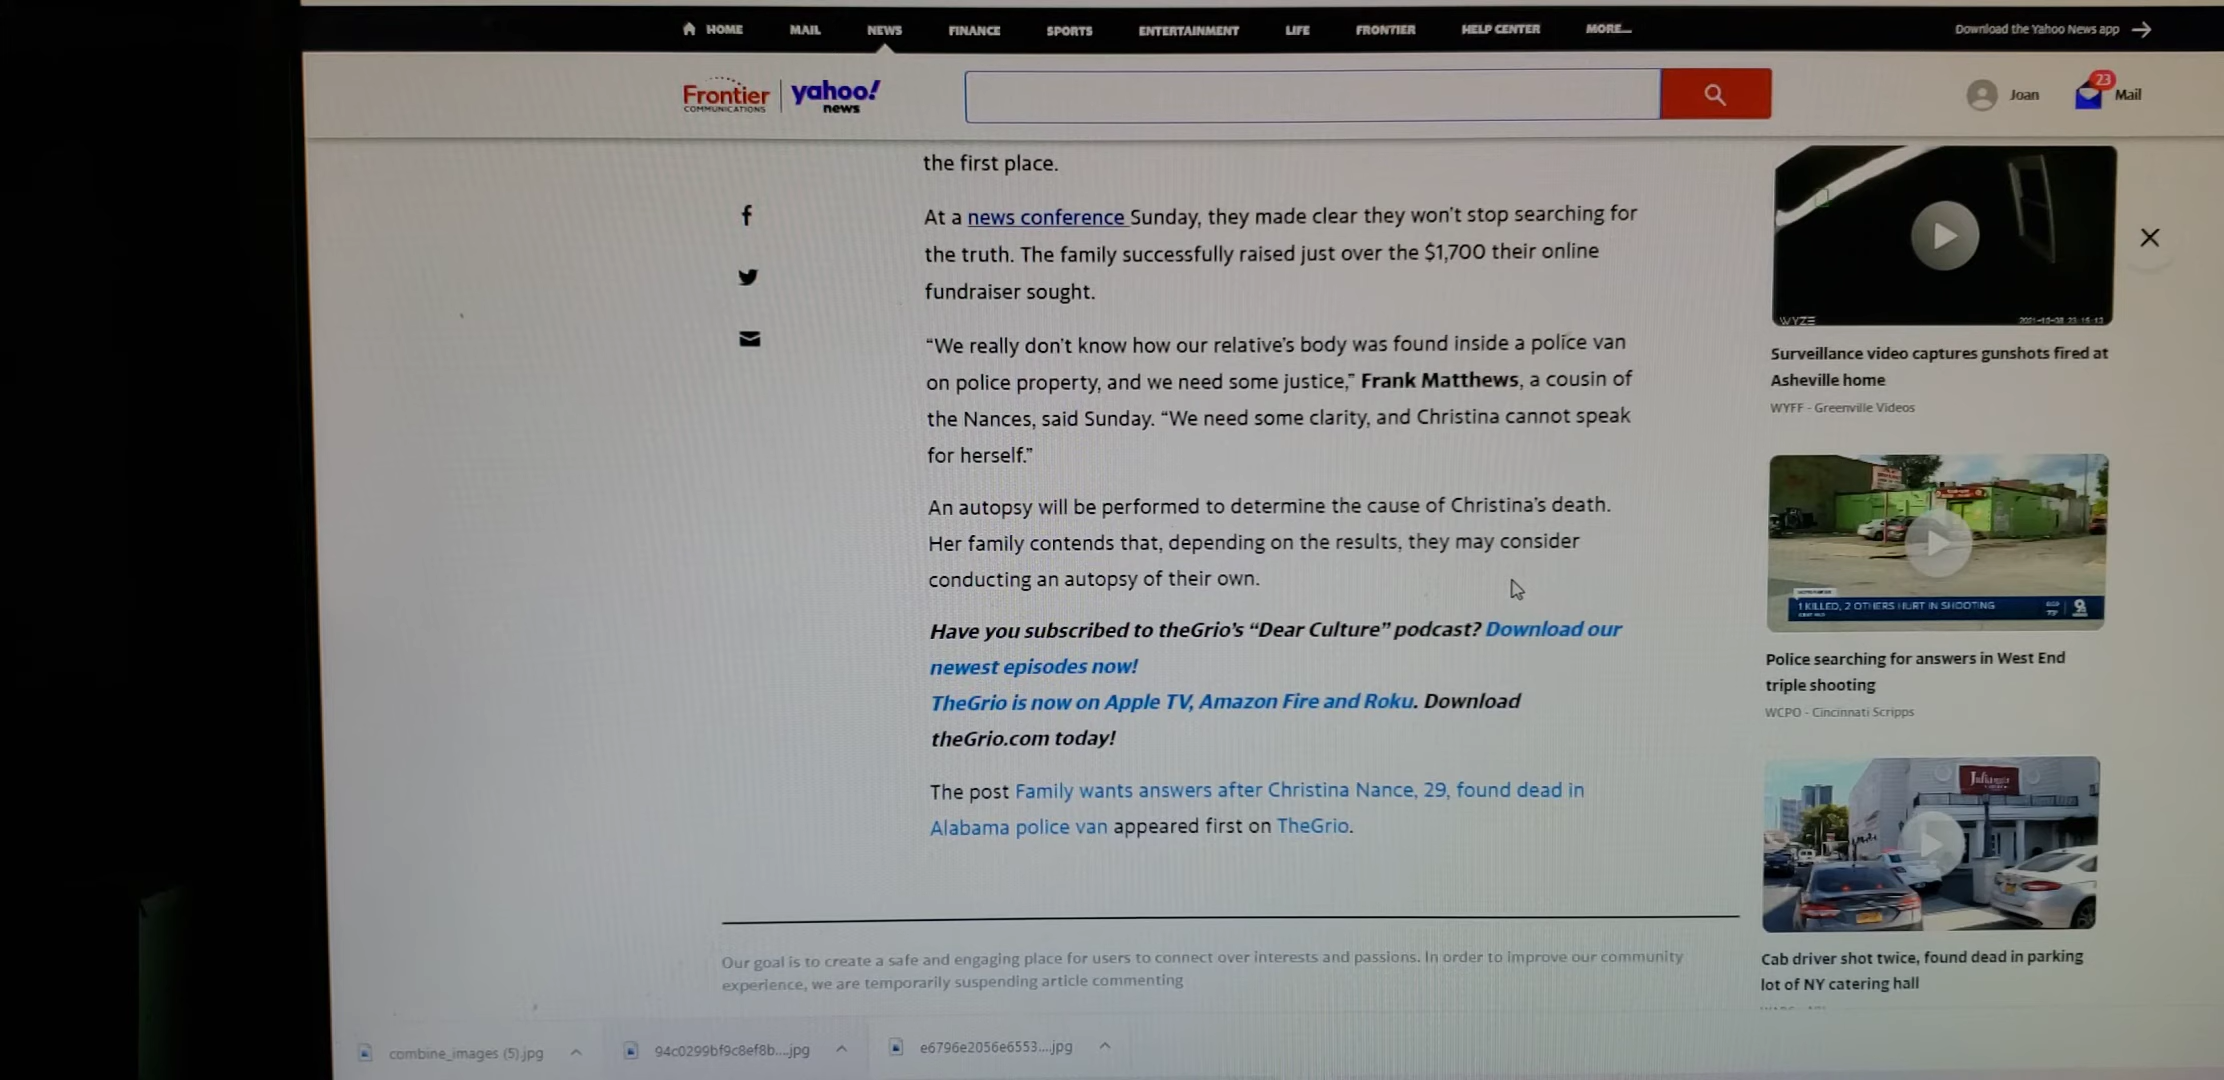 HOME MAIL NEWS FINANCE SPORTS ENTERTAINMENT LIFE FRONTIER HELP CENTER MORE...
Download the Yahoo News app
Frontier
COMMUNICATIONS
yahoo!
news
Joan
23
Mail
the first place.
At a news conference Sunday, they made clear they won't stop searching for
the truth. The family successfully raised just over the $1,700 their online
fundraiser sought.
“We really don't know how our relative's body was found inside a police van
on police property, and we need some justice,” Frank Matthews, a cousin of
the Nances, said Sunday. “We need some clarity, and Christina cannot speak
for herself.”
An autopsy will be performed to determine the cause of Christina's death.
Her family contends that, depending on the results, they may consider
conducting an autopsy of their own.
Have you subscribed to theGrio's “Dear Culture” podcast? Download our
newest episodes now!
TheGrio is now on Apple TV, Amazon Fire and Roku. Download
theGrio.com today!
The post Family wants answers after Christina Nance, 29, found dead in
Alabama police van appeared first on TheGrio.
Our goal is to create a safe and engaging place for users to connect over interests and passions. In order to improve our community
experience, we are temporarily suspending article commenting
WYZE
Surveillance video captures gunshots fired at
Asheville home
WYFF - Greenville Videos
1 KILLED, 2 OTHERS HURT IN SHOOTING
Police searching for answers in West End
triple shooting
WCPO - Cincinnati Scripps
Cab driver shot twice, found dead in parking
lot of NY catering hall
combine_images (5).jpg
94c0299bf9c8ef8b....jpg
e6796e2056e6553....jpg